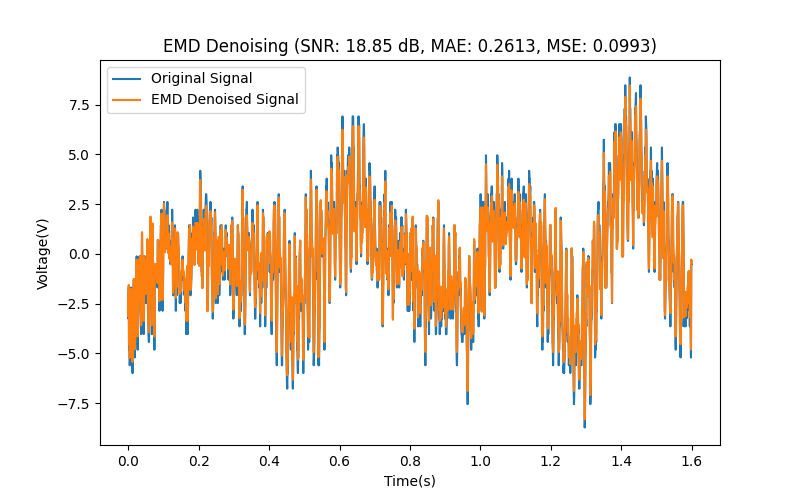 EMD Denoising (SNR: 18.85 dB, MAE: 0.2613, MSE: 0.0993)
Original Signal
EMD Denoised Signal
7.5
5.0
2.5
0.0
−2.5
−5.0
−7.5
Voltage(V)
0.0 0.2 0.4 0.6 0.8 1.0 1.2 1.4 1.6
Time(s)